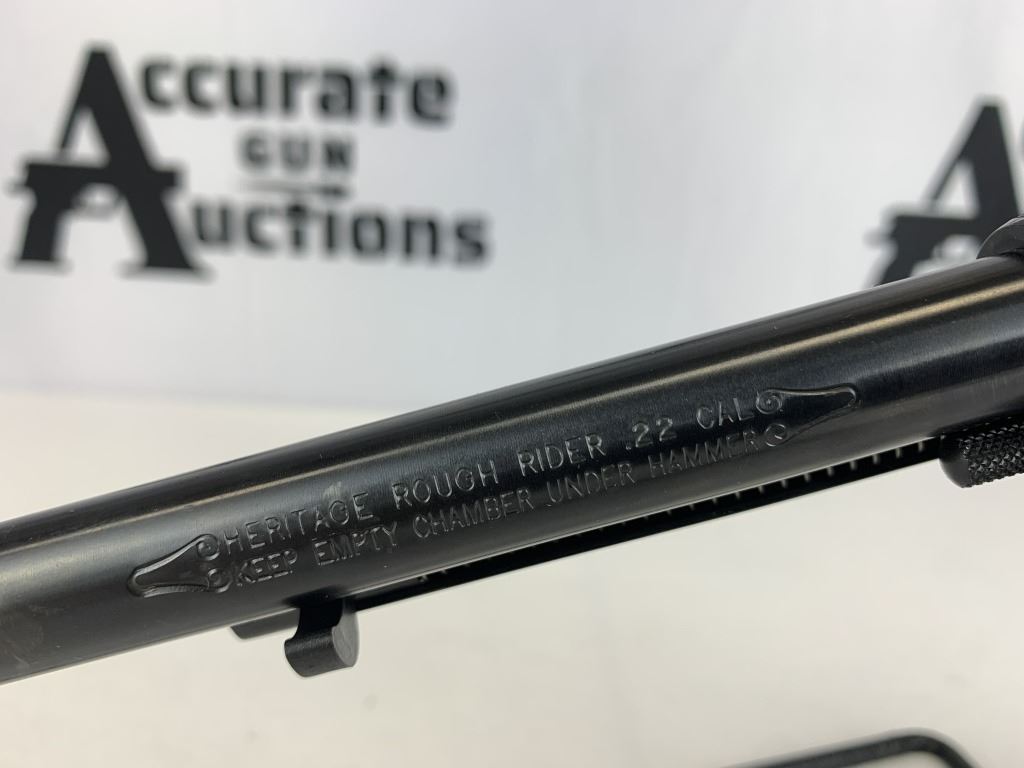 Accurate
GUN
Auctions
HERITAGE ROUGH RIDER .22 CAL
KEEP EMPTY CHAMBER UNDER HAMMER